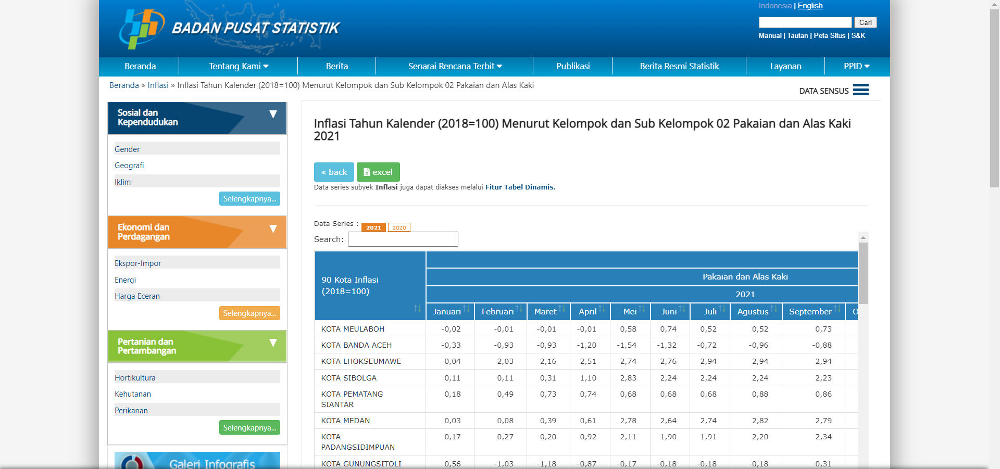 Indonesia | English
BADAN PUSAT STATISTIK
Cari
Manual | Tautan | Peta Situs | S&K
Beranda Tentang Kami Berita Senarai Rencana Terbit Publikasi Berita Resmi Statistik Layanan PPID
Beranda » Inflasi » Inflasi Tahun Kalender (2018=100) Menurut Kelompok dan Sub Kelompok 02 Pakaian dan Alas Kaki
DATA SENSUS
Sosial dan
Kependudukan
Gender
Geografi
Iklim
Selengkapnya...
Ekonomi dan
Perdagangan
Ekspor-Impor
Energi
Harga Eceran
Selengkapnya...
Pertanian dan
Pertambangan
Hortikultura
Kehutanan
Perikanan
Selengkapnya...
Galeri Infografis
Inflasi Tahun Kalender (2018=100) Menurut Kelompok dan Sub Kelompok 02 Pakaian dan Alas Kaki
2021
« back excel
Data series subyek Inflasi juga dapat diakses melalui Fitur Tabel Dinamis.
Data Series : 2021 2020
Search:
90 Kota Inflasi
(2018=100)
Pakaian dan Alas Kaki
2021
Januari Februari Maret April Mei Juni Juli Agustus September O
KOTA MEULABOH -0,02 -0,01 -0,01 -0,01 0,58 0,74 0,52 0,52 0,73
KOTA BANDA ACEH -0,33 -0,93 -0,93 -1,20 -1,54 -1,32 -0,72 -0,96 -0,88
KOTA LHOKSEUMAWE 0,04 2,03 2,16 2,51 2,74 2,76 2,94 2,94 2,94
KOTA SIBOLGA 0,11 0,11 0,31 1,10 2,83 2,24 2,24 2,24 2,23
KOTA PEMATANG
SIANTAR 0,18 0,49 0,73 0,74 0,68 0,68 0,68 0,88 0,86
KOTA MEDAN 0,03 0,08 0,39 0,61 2,78 2,64 2,74 2,82 2,79
KOTA
PADANGSIDIMPUAN 0,17 0,27 0,20 0,92 2,11 1,90 1,91 2,20 2,34
KOTA GUNUNGSITOLI 0,56 -1,03 -1,18 -0,87 -0,17 -0,18 -0,18 -0,18 0,31